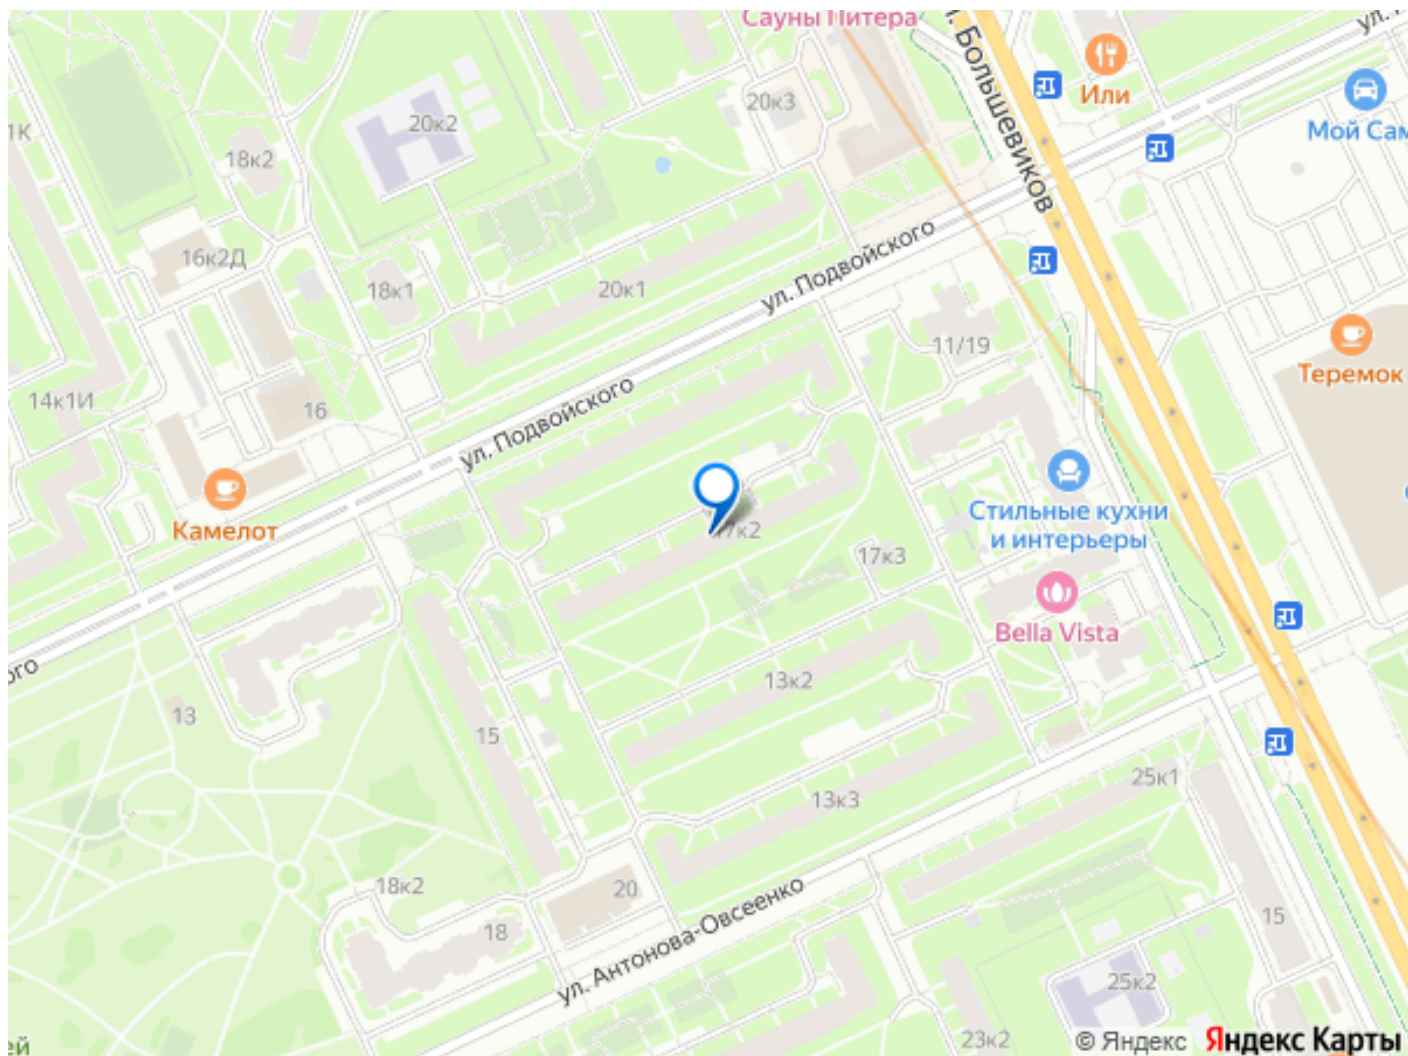 Сауны Питера
Большевиков
Или
Мой Сам
1К
20к2
20к3
18к2
16к2Д
18к1
20к1
ул. Подвойского
11/19
Теремок
14к1И
16
ул. Подвойского
Камелот
17к2
Стильные кухни
и интерьеры
17к3
Bella Vista
13к2
13
15
13к3
25к1
18к2
20
18
ул. Антонова-Овсеенко
15
25к2
23к2
ей
© Яндекс Яндекс Карты